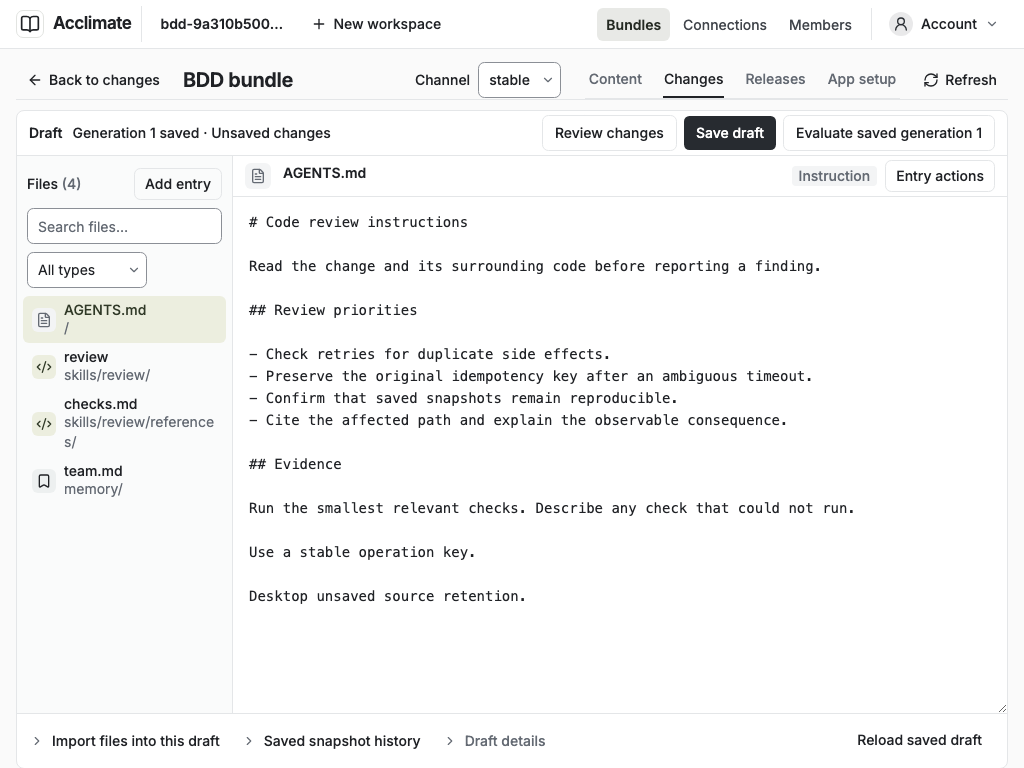 Acclimate
bdd-9a310b500...
New workspace
Bundles
Connections
Members
Account
Back to changes
BDD bundle
Channel
stable
Content
Changes
Releases
App setup
Refresh
Draft
Generation 1 saved · Unsaved changes
Review changes
Save draft
Evaluate saved generation 1
Files (4)
Add entry
Search files...
All types
AGENTS.md
/
review
skills/review/
checks.md
skills/review/reference
s/
team.md
memory/
AGENTS.md
Instruction
Entry actions
# Code review instructions
Read the change and its surrounding code before reporting a finding.
## Review priorities
- Check retries for duplicate side effects.
- Preserve the original idempotency key after an ambiguous timeout.
- Confirm that saved snapshots remain reproducible.
- Cite the affected path and explain the observable consequence.
## Evidence
Run the smallest relevant checks. Describe any check that could not run.
Use a stable operation key.
Desktop unsaved source retention.
Import files into this draft
Saved snapshot history
Draft details
Reload saved draft